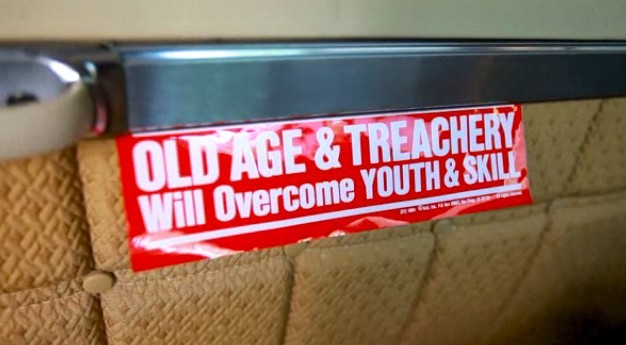 OLD AGE & TREACHERY
Will Overcome YOUTH & SKILL